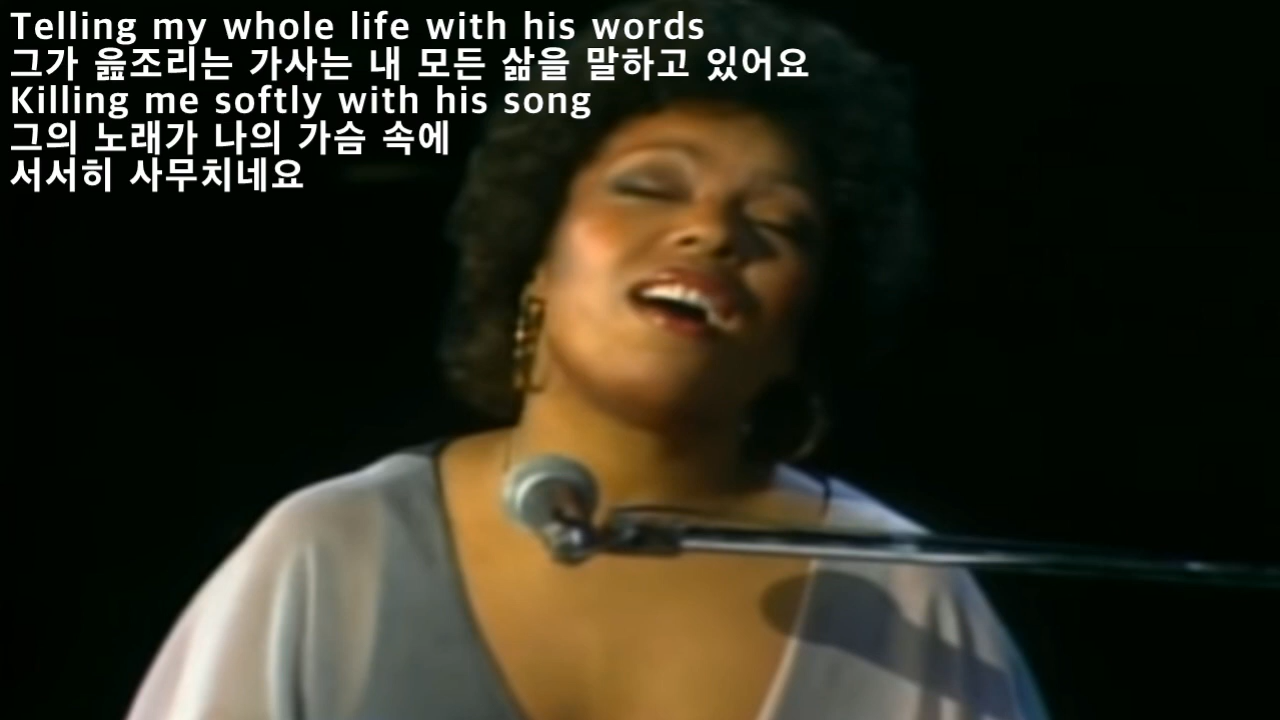 Telling my whole life with his words
그가 읊조리는 가사는 내 모든 삶을 말하고 있어요
Killing me softly with his song
그의 노래가 나의 가슴 속에
서서히 사무치네요